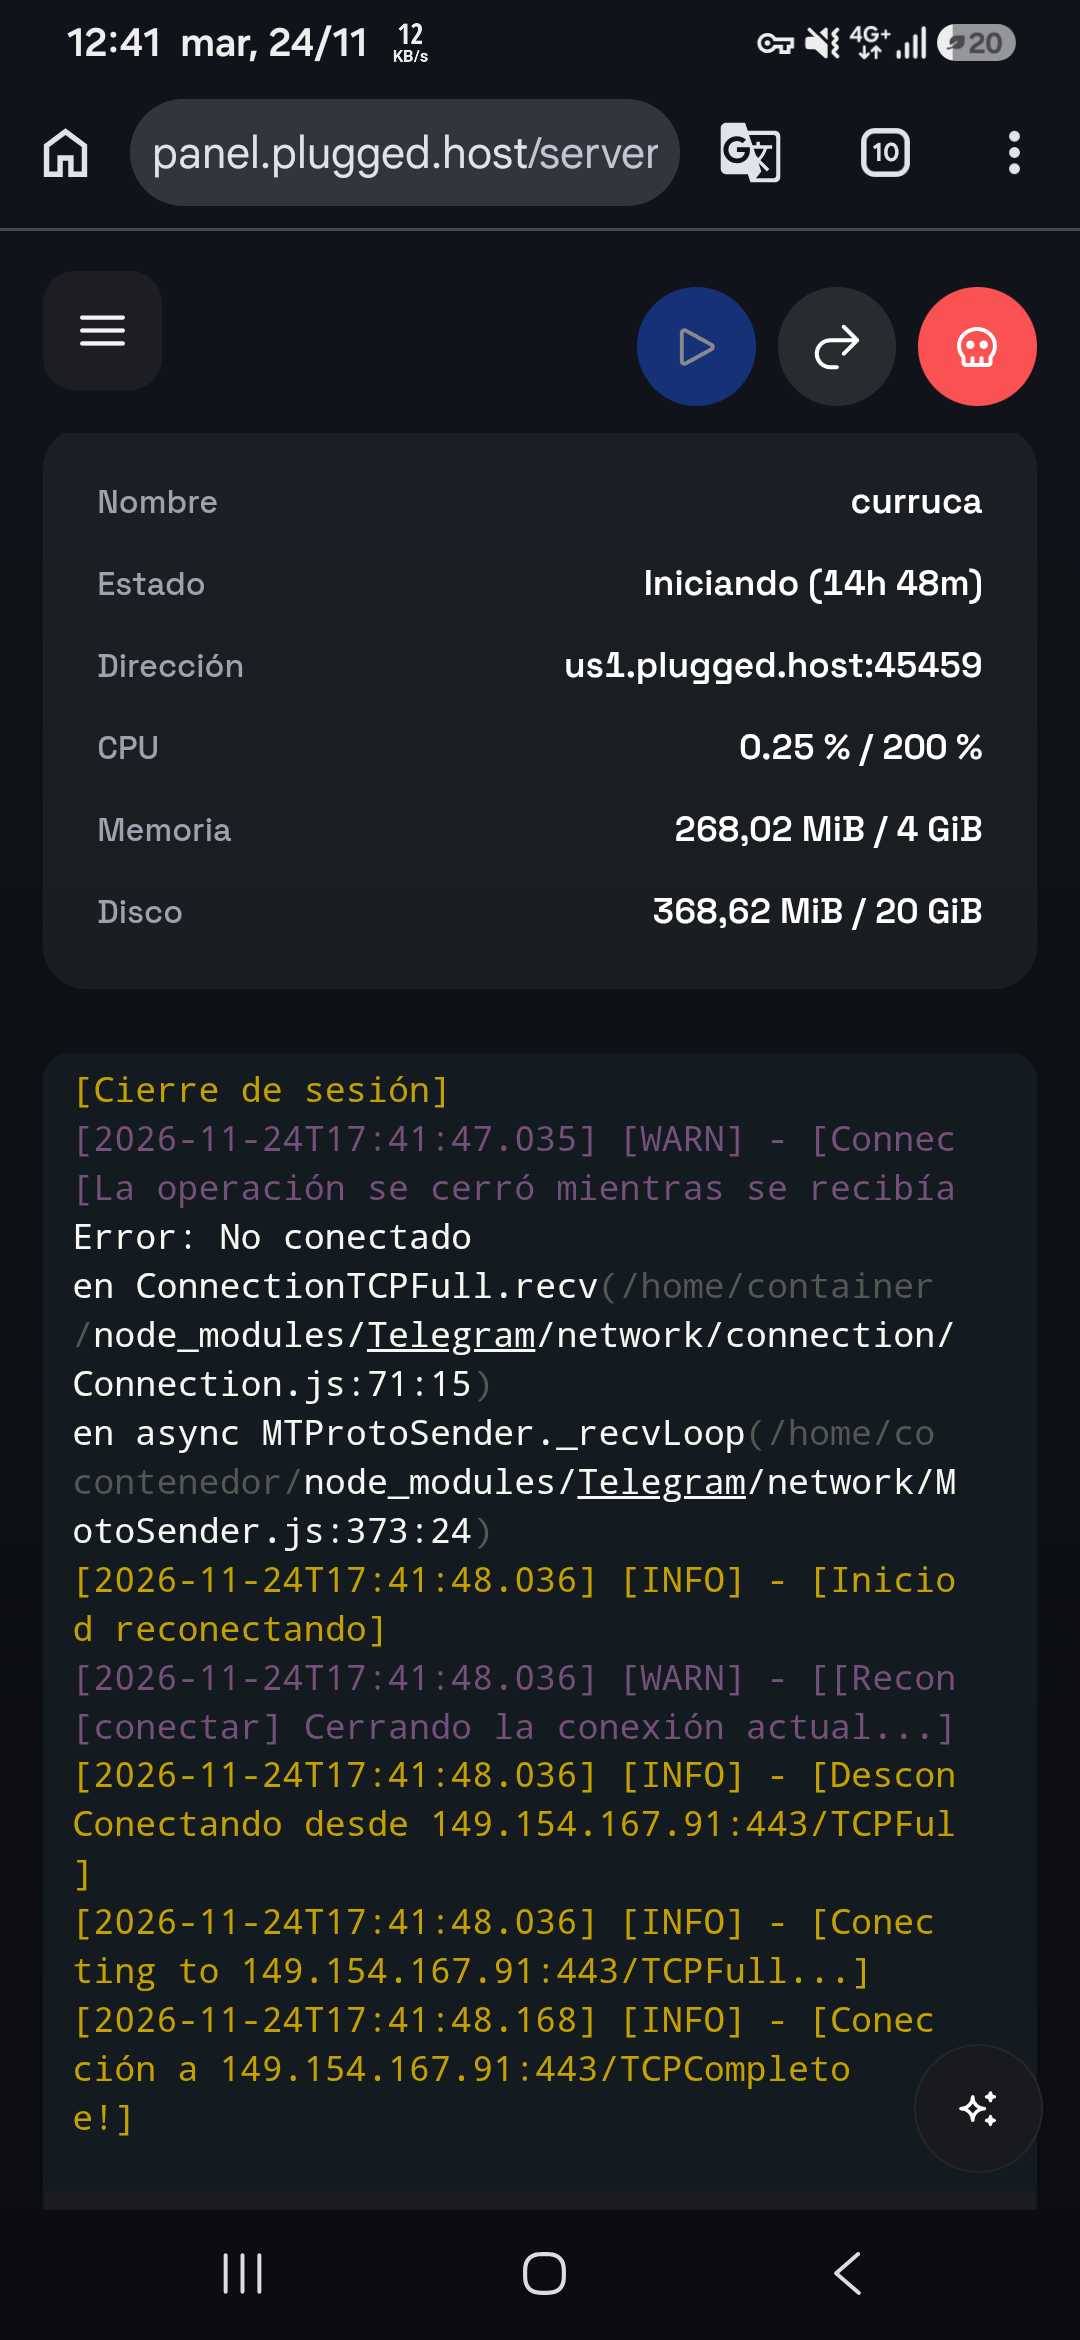 12:41 mar, 24/11 12 KB/s 4G+ 20
panel.plugged.host/server 10
Nombre curruca
Estado Iniciando (14h 48m)
Dirección us1.plugged.host:45459
CPU 0.25 % / 200 %
Memoria 268,02 MiB / 4 GiB
Disco 368,62 MiB / 20 GiB
[Cierre de sesión]
[2026-11-24T17:41:47.035] [WARN] - [Connec
[La operación se cerró mientras se recibía
Error: No conectado
en ConnectionTCPFull.recv(/home/container
/node_modules/Telegram/network/connection/
Connection.js:71:15)
en async MTProtoSender._recvLoop(/home/co
contenedor/node_modules/Telegram/network/M
otoSender.js:373:24)
[2026-11-24T17:41:48.036] [INFO] - [Inicio
d reconectando]
[2026-11-24T17:41:48.036] [WARN] - [[Recon
[conectar] Cerrando la conexión actual...]
[2026-11-24T17:41:48.036] [INFO] - [Descon
Conectando desde 149.154.167.91:443/TCPFul
]
[2026-11-24T17:41:48.036] [INFO] - [Conec
ting to 149.154.167.91:443/TCPFull...]
[2026-11-24T17:41:48.168] [INFO] - [Conec
ción a 149.154.167.91:443/TCPCompleto
e!]